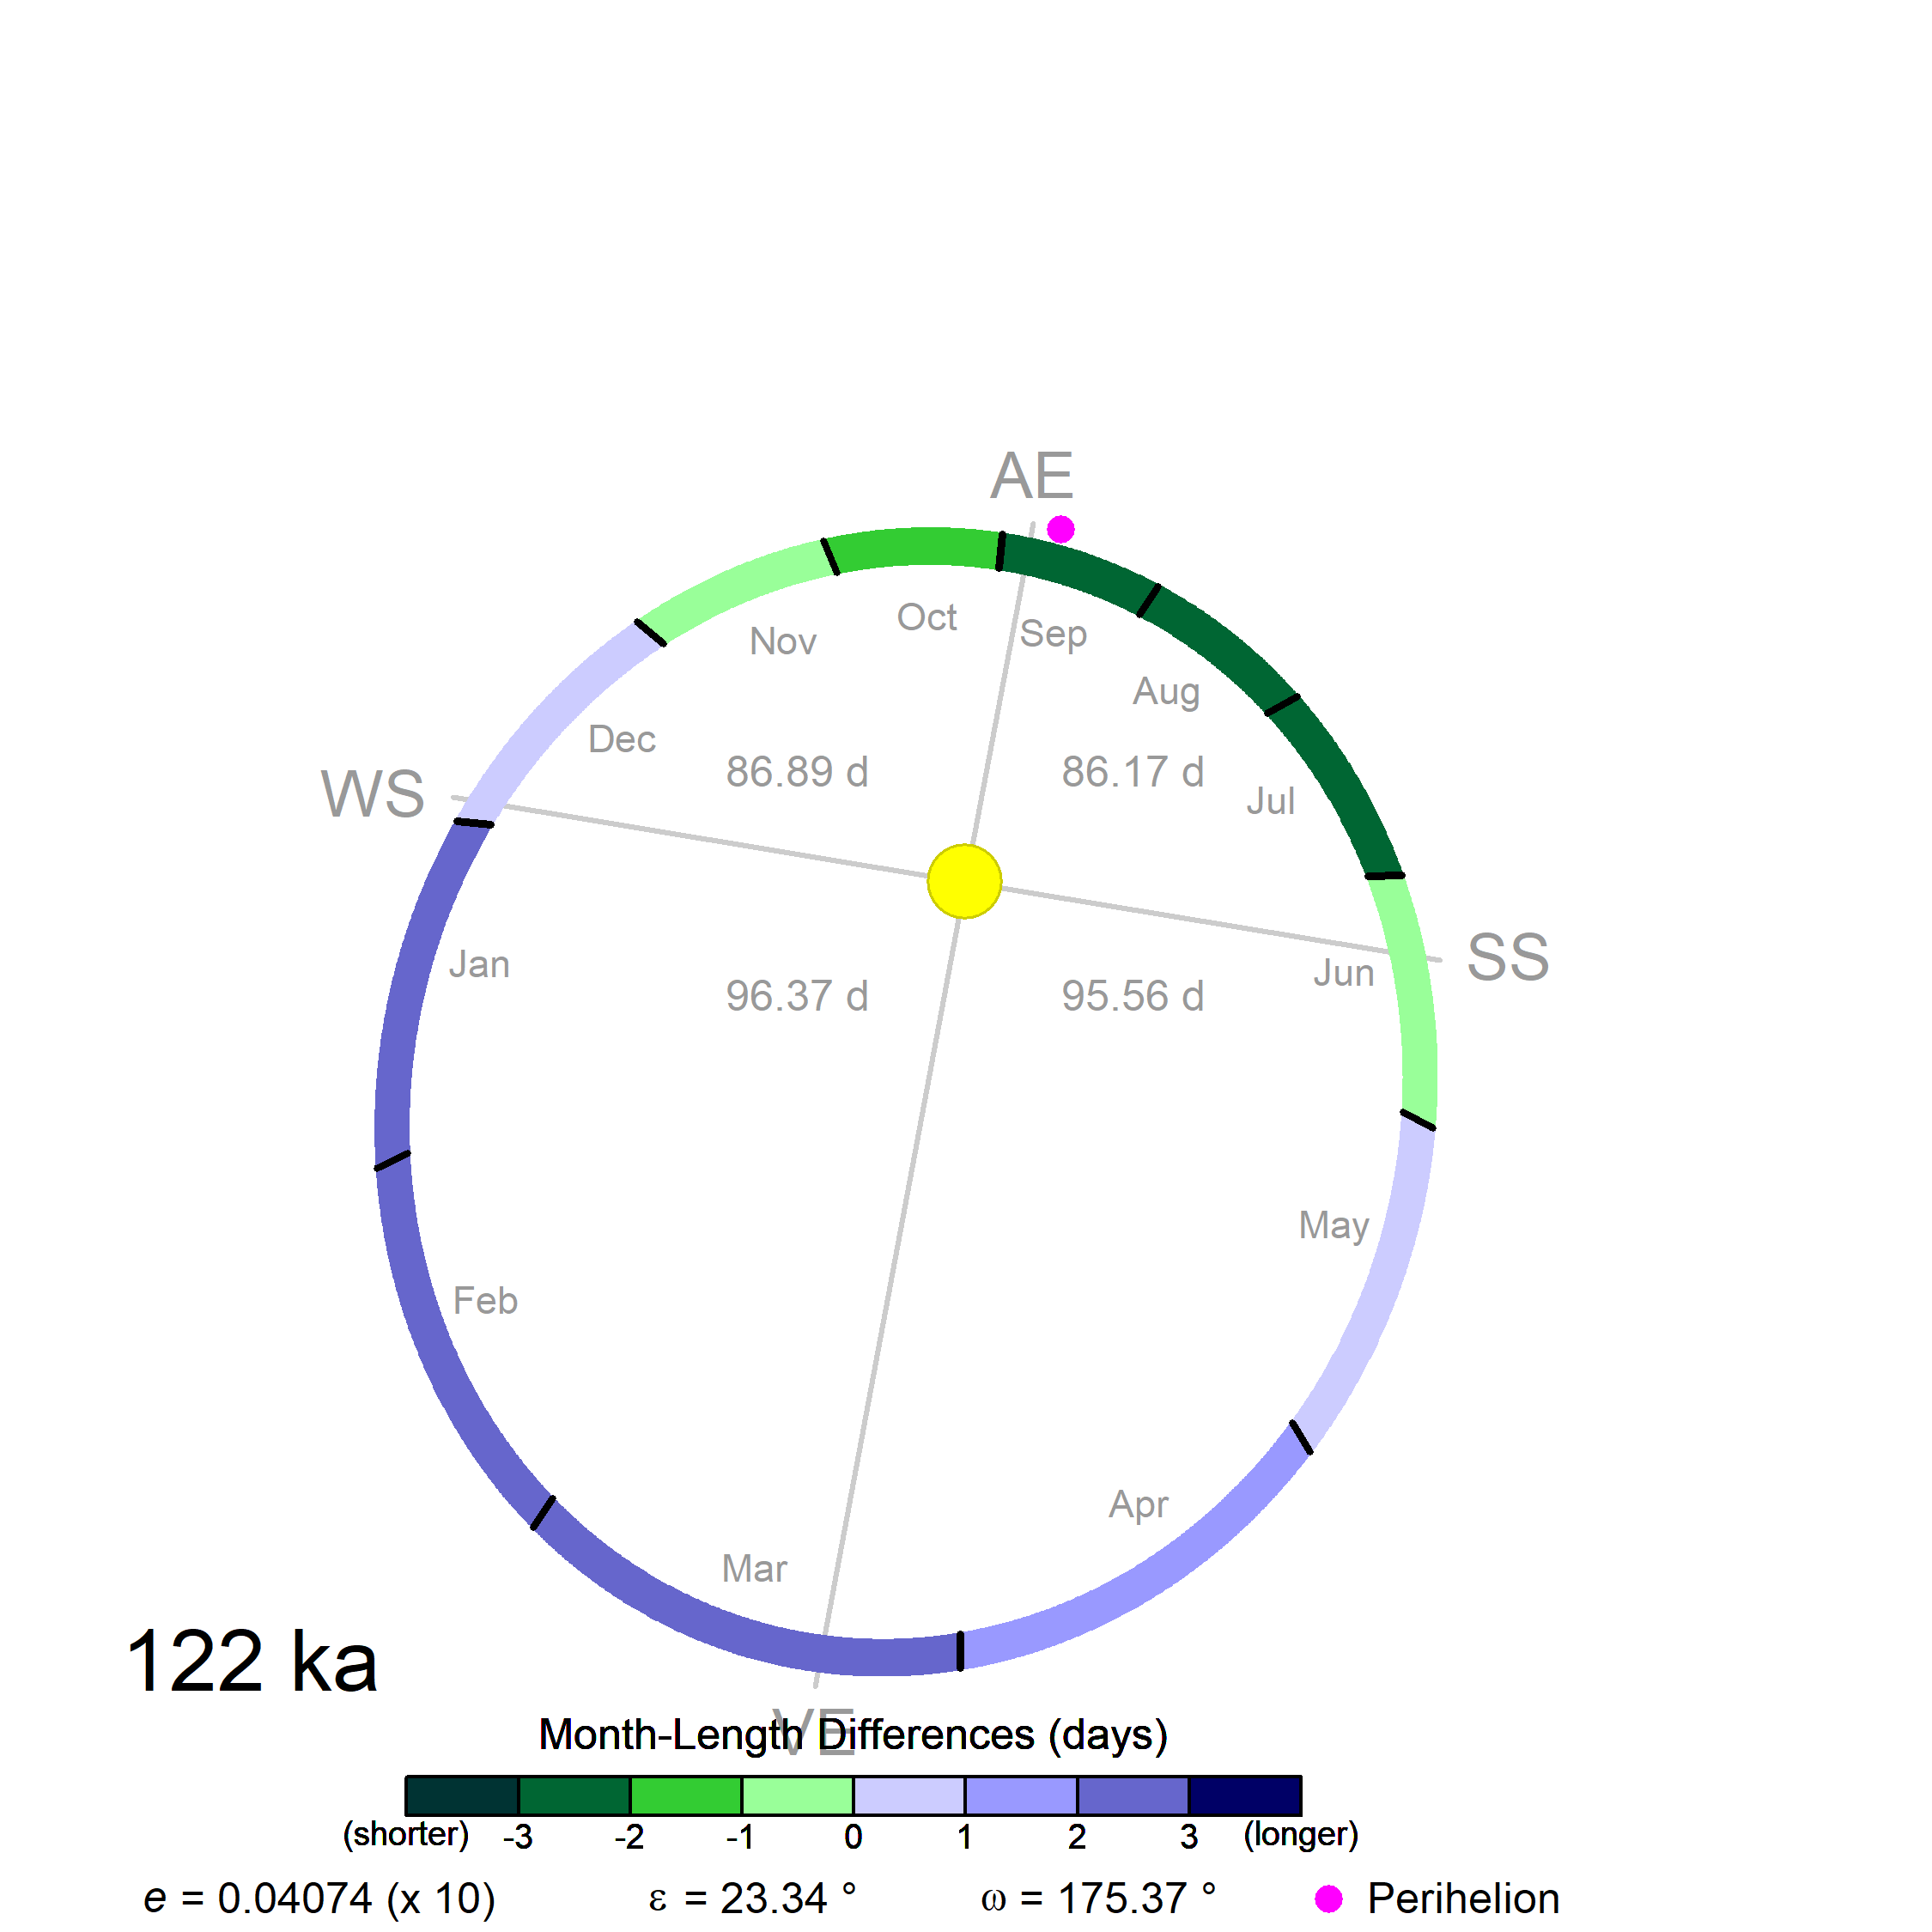 AE
Oct
Sep
Nov
Aug
Dec
86.89 d
86.17 d
WS
Jul
SS
Jan
Jun
96.37 d
95.56 d
May
Feb
Apr
Mar
122 ka
VE
Month-Length Differences (days)
(shorter) -3 -2 -1 0 1 2 3 (longer)
e = 0.04074 (x 10) ε = 23.34 ° ω = 175.37 ° Perihelion